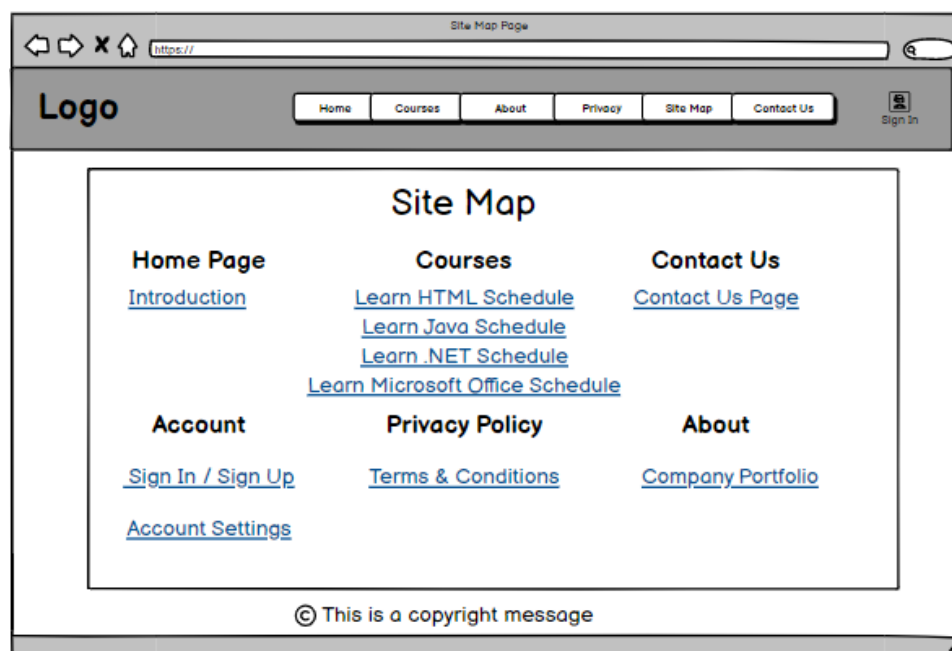 Site Map Page
https://
Logo
Home Courses About Privacy Site Map Contact Us
Sign In
Site Map
Home Page
Introduction
Courses
Learn HTML Schedule
Learn Java Schedule
Learn .NET Schedule
Learn Microsoft Office Schedule
Contact Us
Contact Us Page
Account
Sign In / Sign Up
Account Settings
Privacy Policy
Terms & Conditions
About
Company Portfolio
© This is a copyright message